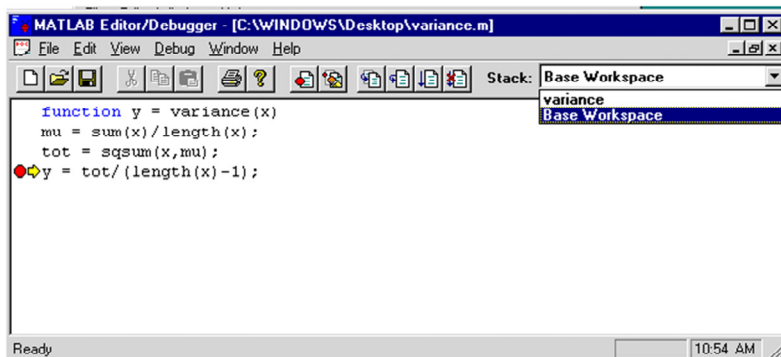 MATLAB Editor/Debugger - [C:\WINDOWS\Desktop\variance.m]
File Edit View Debug Window Help
Stack: Base Workspace
variance
Base Workspace
function y = variance(x)
mu = sum(x)/length(x);
tot = sqsum(x,mu);
y = tot/(length(x)-1);
Ready
10:54 AM